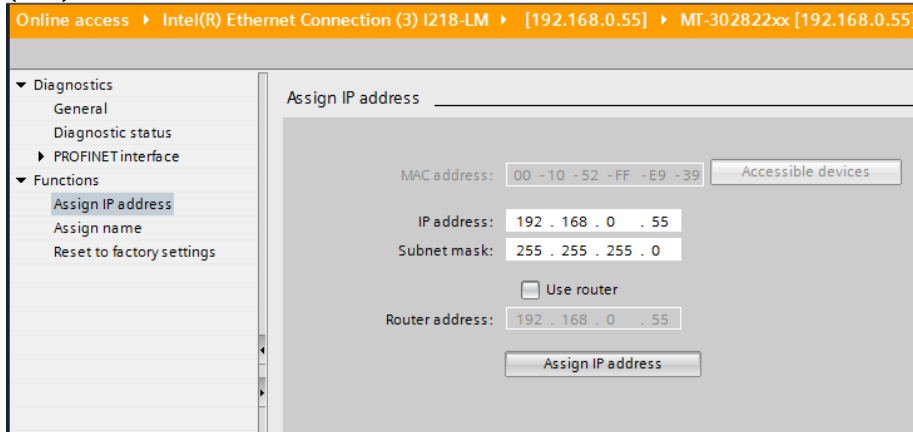 Online access ▸ Intel(R) Ethernet Connection (3) I218-LM ▸ [192.168.0.55] ▸ MT-302822xx [192.168.0.55]
Diagnostics
General
Diagnostic status
PROFINET interface
Functions
Assign IP address
Assign name
Reset to factory settings
Assign IP address
MAC address: 00 - 10 - 52 - FF - E9 - 39 Accessible devices
IP address: 192 . 168 . 0 . 55
Subnet mask: 255 . 255 . 255 . 0
Use router
Router address: 192 . 168 . 0 . 55
Assign IP address